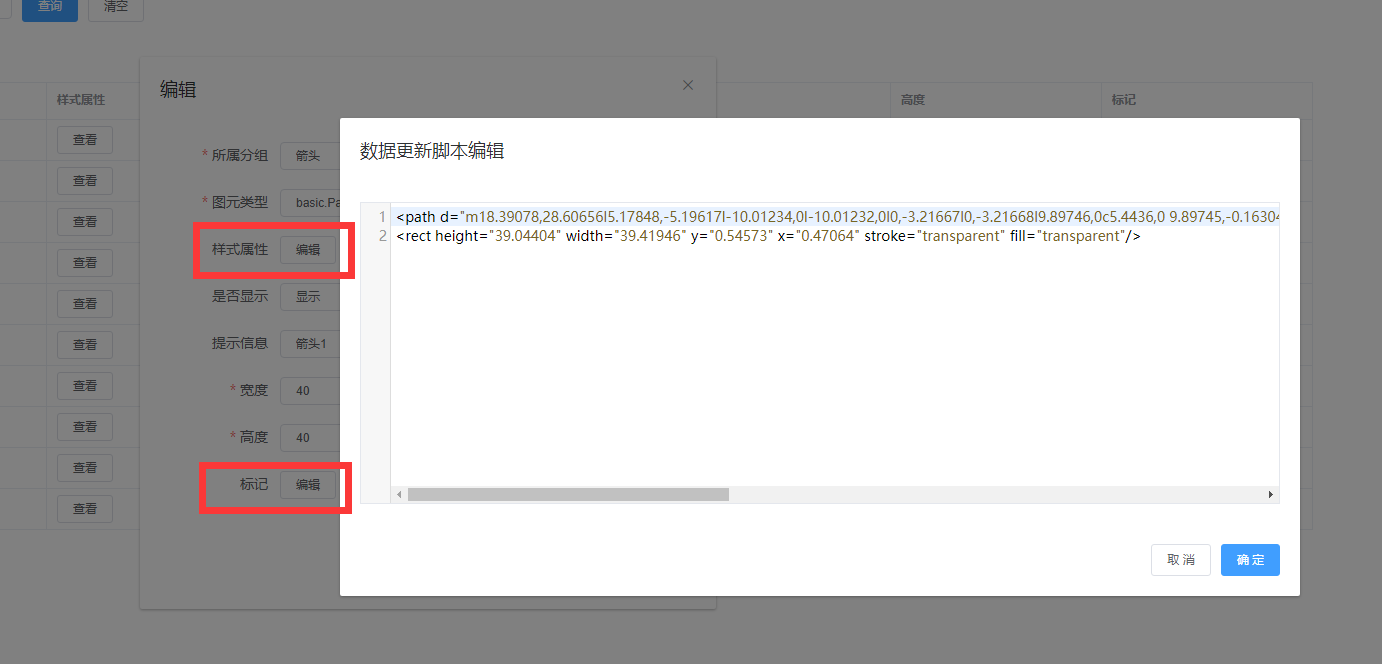 查询 清空
编辑
样式属性 高度 标记
查看
查看
查看
查看
查看
查看
查看
查看
查看
查看
* 所属分组 箭头
* 图元类型 basic.Pa
样式属性 编辑
是否显示 显示
提示信息 箭头1
* 宽度 40
* 高度 40
标记 编辑
数据更新脚本编辑
1 <path d="m18.39078,28.60656l5.17848,-5.19617l-10.01234,0l-10.01232,0l0,-3.21667l0,-3.21668l9.89746,0c5.4436,0 9.89745,-0.16304
2 <rect height="39.04404" width="39.41946" y="0.54573" x="0.47064" stroke="transparent" fill="transparent"/>
取消 确定